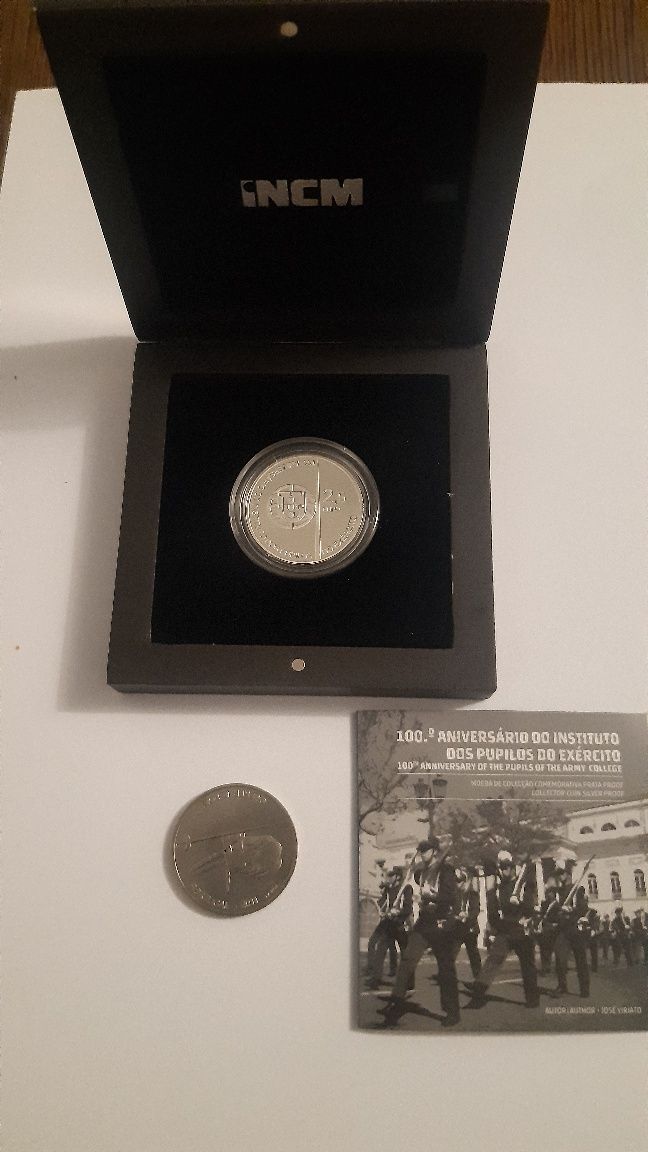 INCM
100.º ANIVERSÁRIO DO INSTITUTO
DOS PUPILOS DO EXÉRCITO
100TH ANNIVERSARY OF THE PUPILS OF THE ARMY COLLEGE
MOEDA DE COLECÇÃO COMEMORATIVA PRATA PROOF
COLLECTOR COIN SILVER PROOF
AUTOR | AUTHOR • JOSÉ VIRIATO